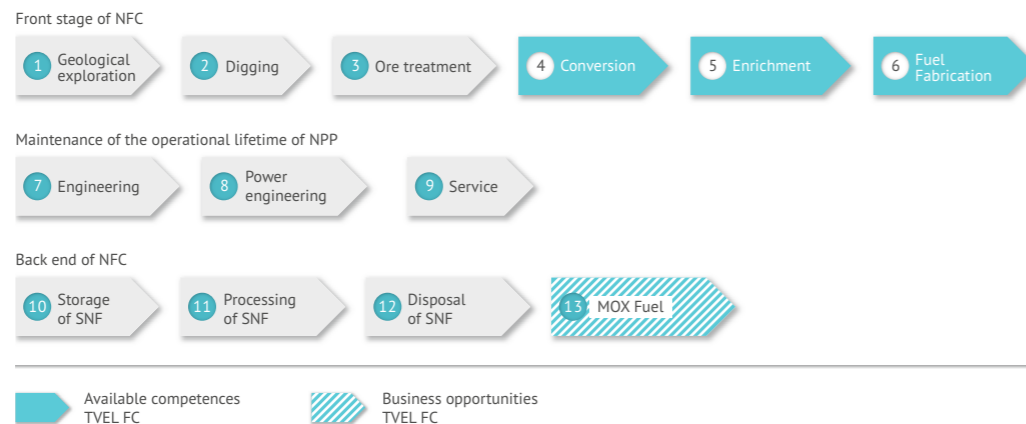 Front stage of NFC
1 Geological
exploration
2 Digging
3 Ore treatment
4 Conversion
5 Enrichment
6 Fuel
Fabrication
Maintenance of the operational lifetime of NPP
7 Engineering
8 Power
engineering
9 Service
Back end of NFC
10 Storage
of SNF
11 Processing
of SNF
12 Disposal
of SNF
13 MOX Fuel
Available competences
TVEL FC
Business opportunities
TVEL FC